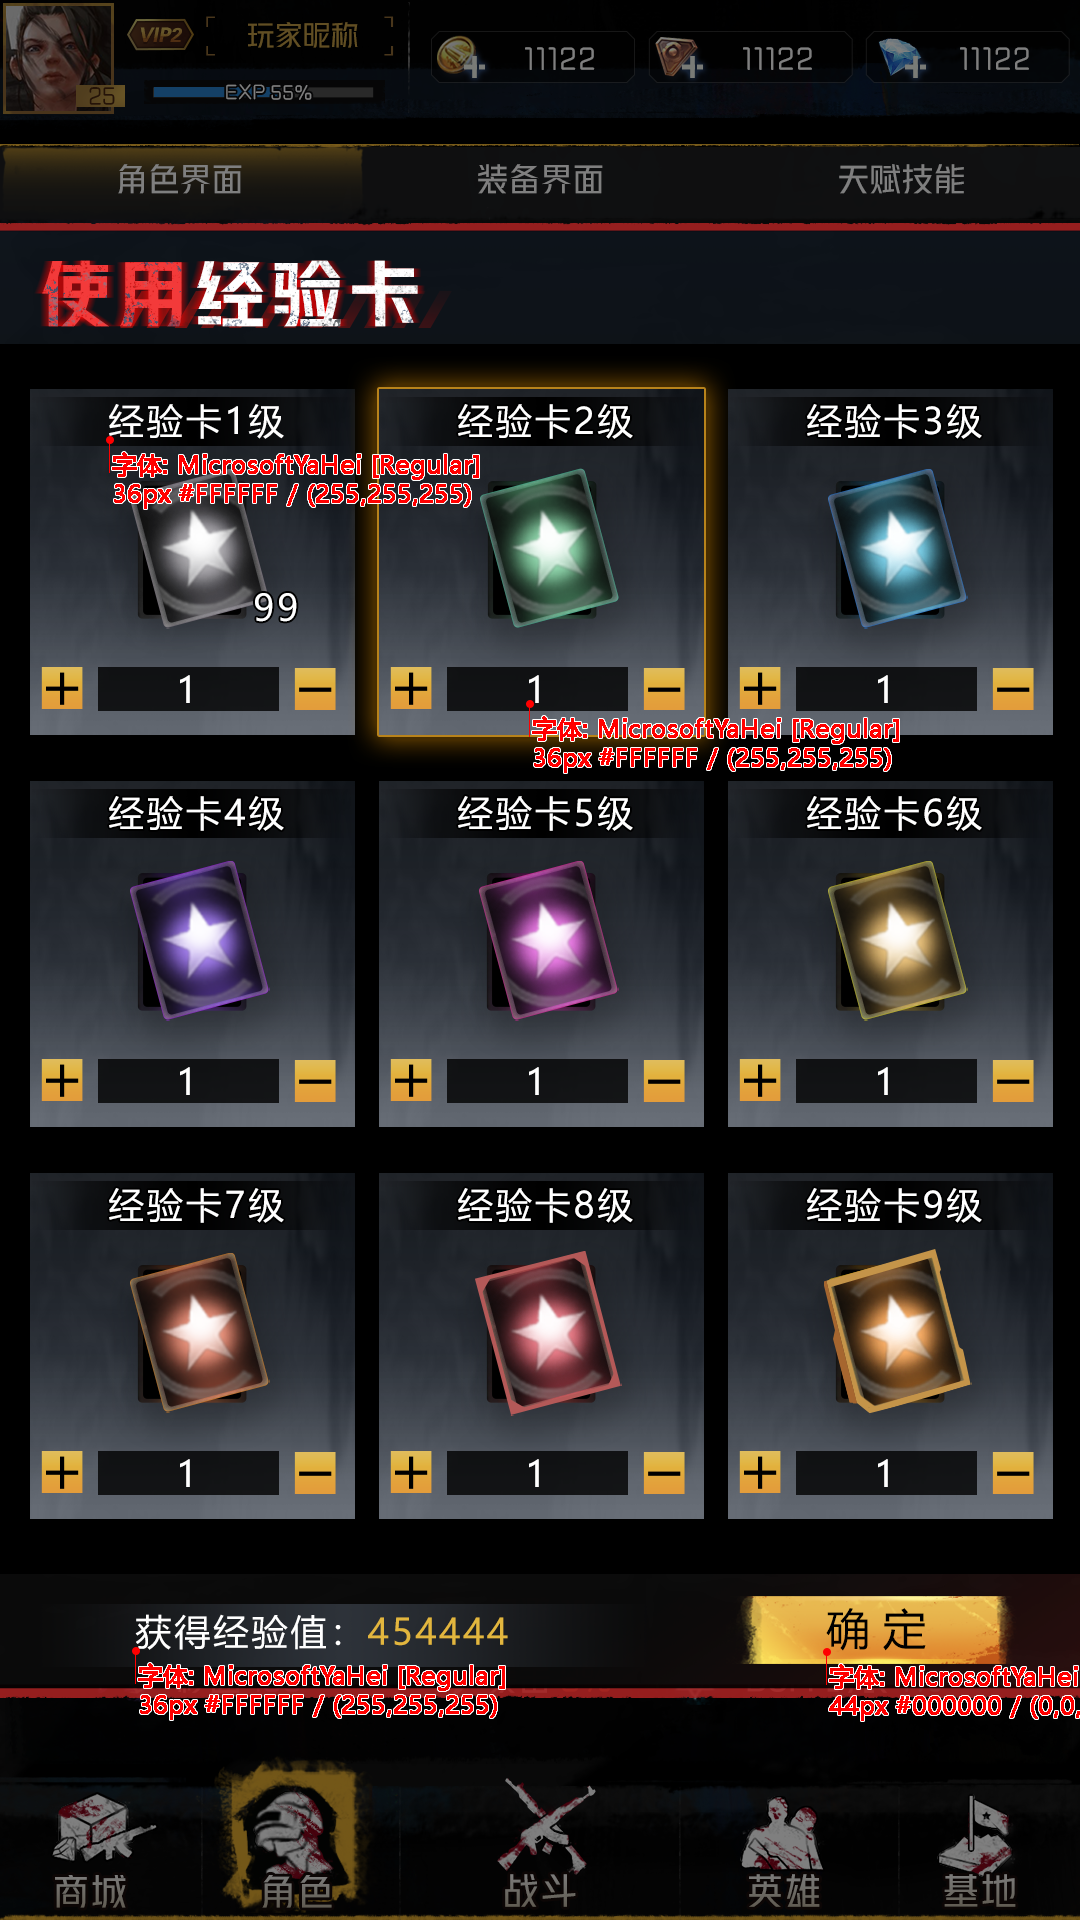 VIP2
玩家昵称
25
EXP 55%
11122
11122
11122
角色界面
装备界面
天赋技能
使用经验卡
经验卡1级
经验卡2级
经验卡3级
字体: MicrosoftYaHei [Regular]
36px #FFFFFF / (255,255,255)
99
1
1
1
字体: MicrosoftYaHei [Regular]
36px #FFFFFF / (255,255,255)
经验卡4级
经验卡5级
经验卡6级
1
1
1
经验卡7级
经验卡8级
经验卡9级
1
1
1
获得经验值：454444
确定
字体: MicrosoftYaHei [Regular]
36px #FFFFFF / (255,255,255)
字体: MicrosoftYaHei
44px #000000 / (0,0,
商城
角色
战斗
英雄
基地